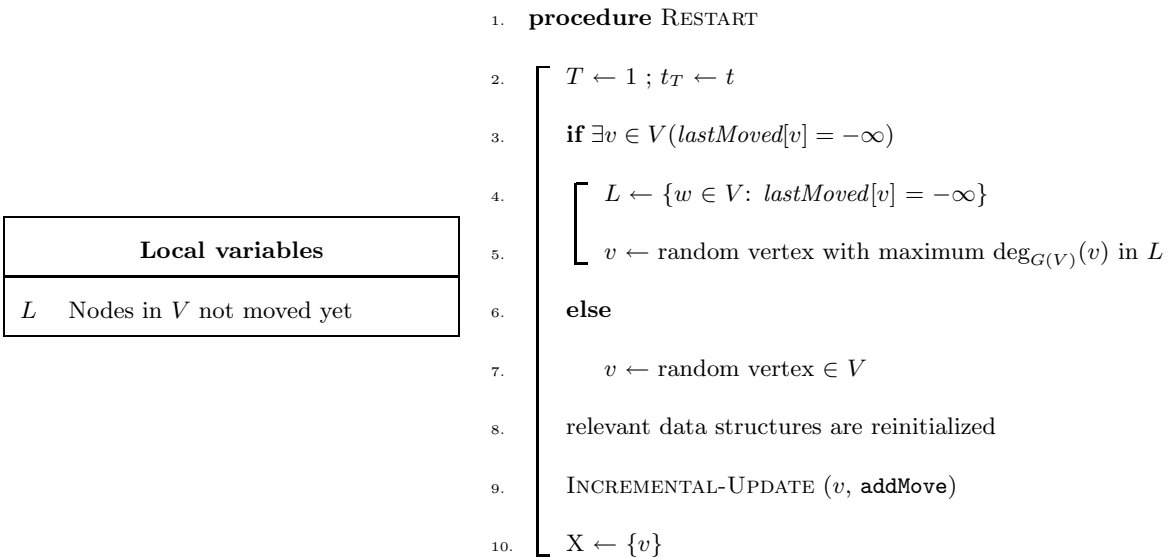 Local variables
L Nodes in V not moved yet
1. procedure RESTART
2. T ← 1 ; t_T ← t
3. if ∃v ∈ V(lastMoved[v] = −∞)
4. L ← {w ∈ V : lastMoved[v] = −∞}
5. v ← random vertex with maximum deg_{G(V)}(v) in L
6. else
7. v ← random vertex ∈ V
8. relevant data structures are reinitialized
9. INCREMENTAL-UPDATE (v, addMove)
10. X ← {v}